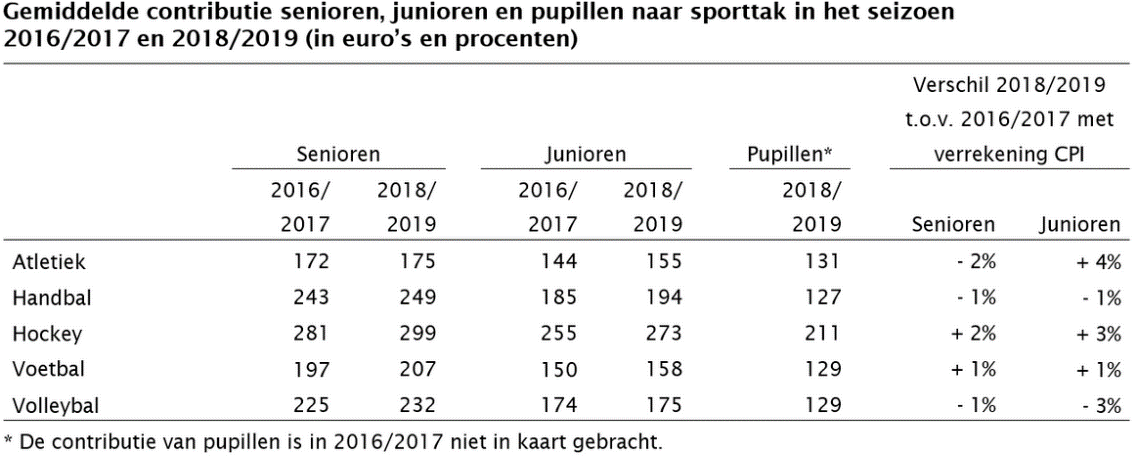 Gemiddelde contributie senioren, junioren en pupillen naar sporttak in het seizoen
2016/2017 en 2018/2019 (in euro's en procenten)
Verschil 2018/2019
t.o.v. 2016/2017 met
Senioren Junioren Pupillen* verrekening CPI
2016/ 2018/ 2016/ 2018/ 2018/
2017 2019 2017 2019 2019 Senioren Junioren
Atletiek 172 175 144 155 131 - 2% + 4%
Handbal 243 249 185 194 127 - 1% - 1%
Hockey 281 299 255 273 211 + 2% + 3%
Voetbal 197 207 150 158 129 + 1% + 1%
Volleybal 225 232 174 175 129 - 1% - 3%
* De contributie van pupillen is in 2016/2017 niet in kaart gebracht.